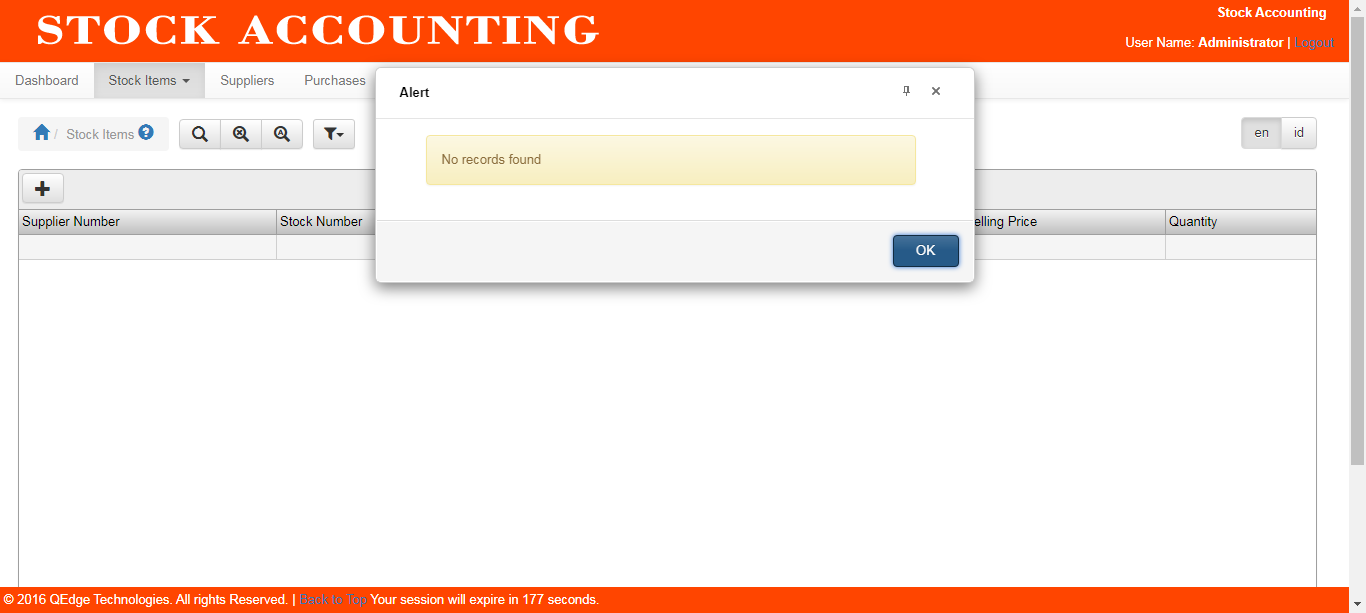 STOCK ACCOUNTING
Stock Accounting
User Name: Administrator | Logout
Dashboard Stock Items Suppliers Purchases
Alert
/ Stock Items
en id
No records found
Supplier Number Stock Number elling Price Quantity
OK
© 2016 QEdge Technologies. All rights Reserved. | Back to Top Your session will expire in 177 seconds.